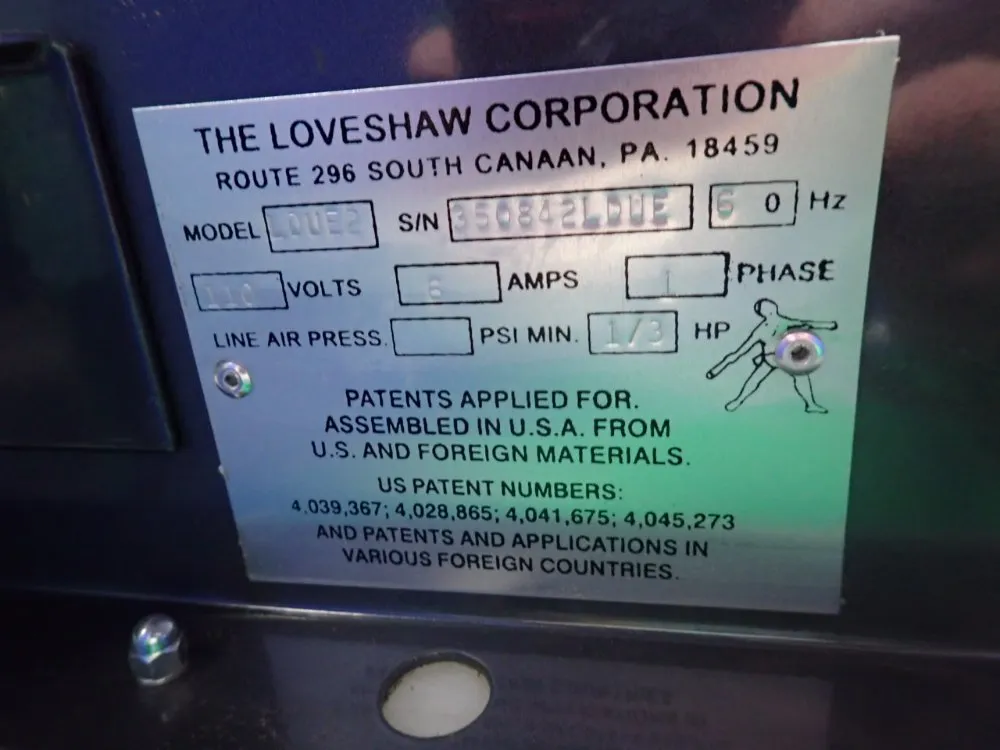 THE LOVESHAW CORPORATION
ROUTE 296 SOUTH CANAAN, PA. 18459
MODEL LDUE2 S/N 350842LDUE 60 Hz
110 VOLTS 6 AMPS 1 PHASE
LINE AIR PRESS. PSI MIN. 1/3 HP
PATENTS APPLIED FOR.
ASSEMBLED IN U.S.A. FROM
U.S. AND FOREIGN MATERIALS.
US PATENT NUMBERS:
4,039,367; 4,028,865; 4,041,675; 4,045,273
AND PATENTS AND APPLICATIONS IN
VARIOUS FOREIGN COUNTRIES.